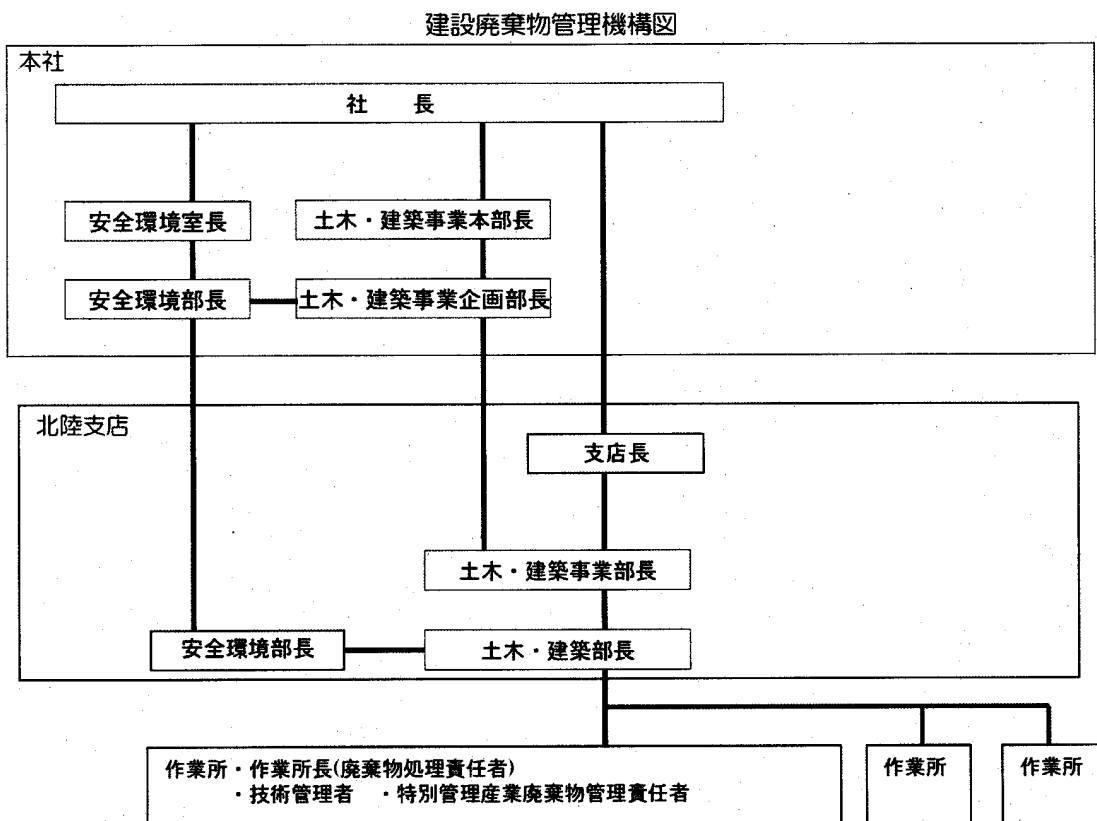 建設廃棄物管理機構図
本社
社　長
安全環境室長
土木・建築事業本部長
安全環境部長
土木・建築事業企画部長
北陸支店
支店長
土木・建築事業部長
安全環境部長
土木・建築部長
作業所・作業所長(廃棄物処理責任者)
・技術管理者　・特別管理産業廃棄物管理責任者
作業所
作業所